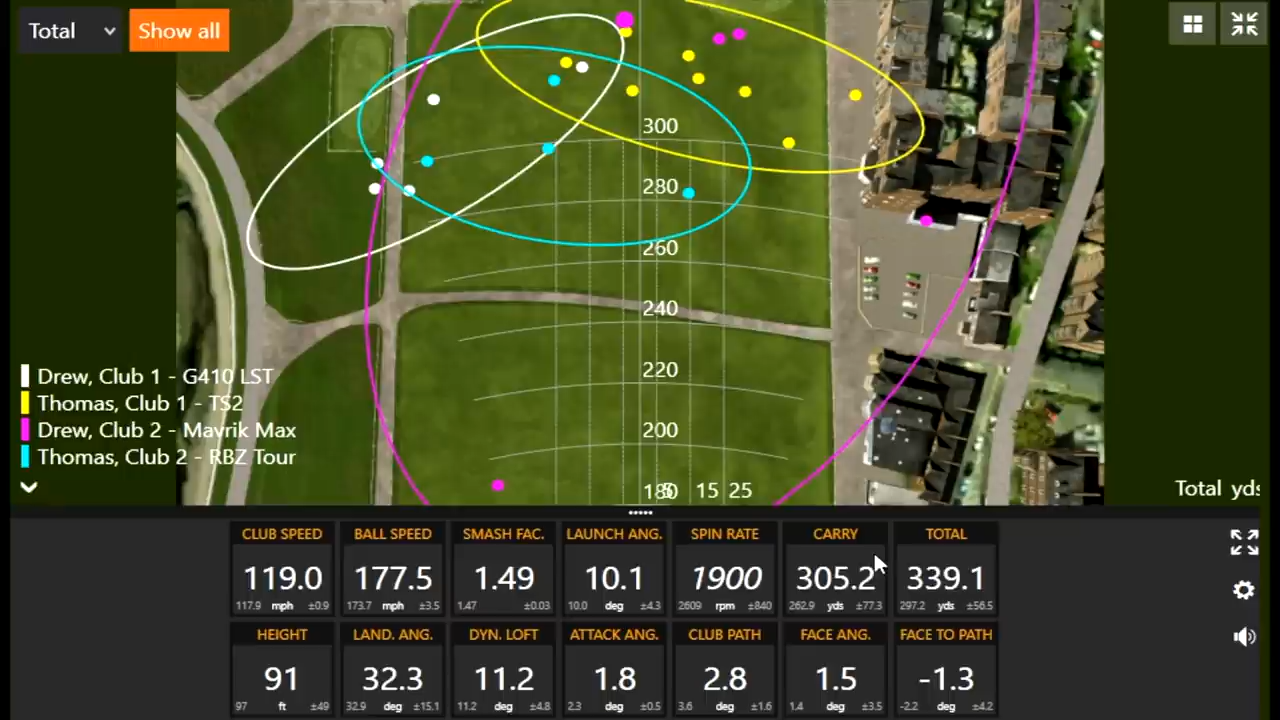 Total
Show all
300
280
260
240
220
200
180
5 15 25
Drew, Club 1 - G410 LST
Thomas, Club 1 - TS2
Drew, Club 2 - Mavrik Max
Thomas, Club 2 - RBZ Tour
Total yds
CLUB SPEED BALL SPEED SMASH FAC. LAUNCH ANG. SPIN RATE CARRY TOTAL
119.0 177.5 1.49 10.1 1900 305.2 339.1
117.9 mph ±0.9 173.7 mph ±3.5 1.47 ±0.03 10.0 deg ±4.3 2609 rpm ±840 262.9 yds ±77.3 297.2 yds ±56.5
HEIGHT LAND. ANG. DYN. LOFT ATTACK ANG. CLUB PATH FACE ANG. FACE TO PATH
91 32.3 11.2 1.8 2.8 1.5 -1.3
97 ft ±49 32.9 deg ±15.1 11.2 deg ±4.8 2.3 deg ±0.5 3.6 deg ±1.6 1.4 deg ±3.5 -2.2 deg ±4.2